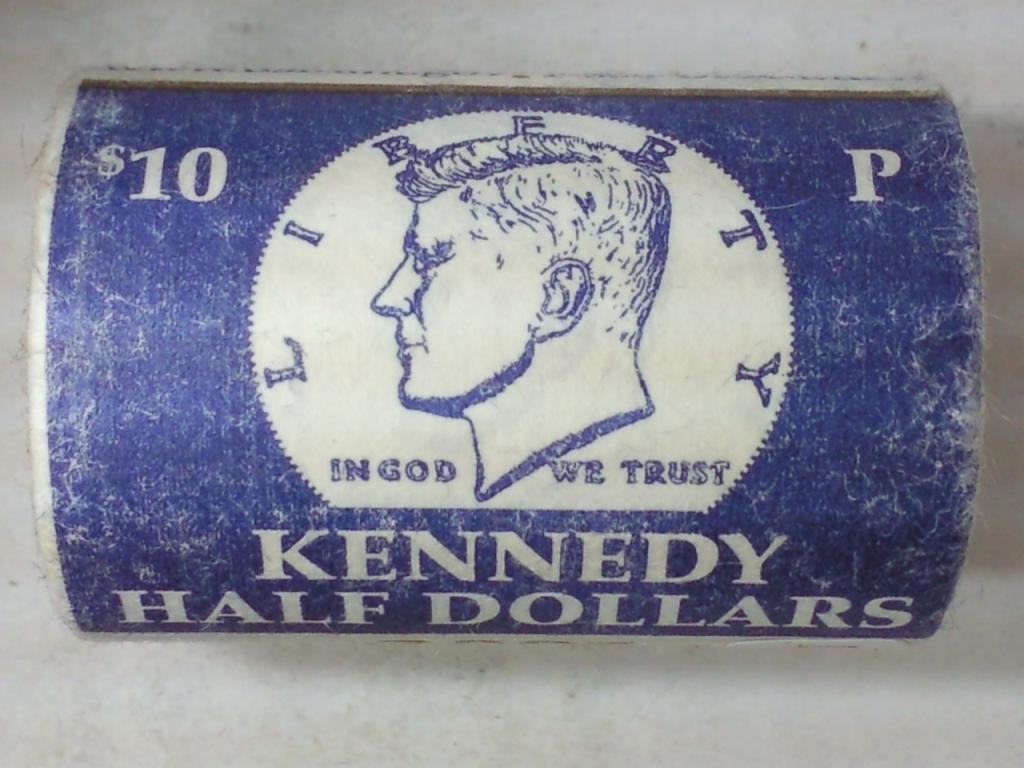 $10 P
LIBERTY
IN GOD WE TRUST
KENNEDY
HALF DOLLARS